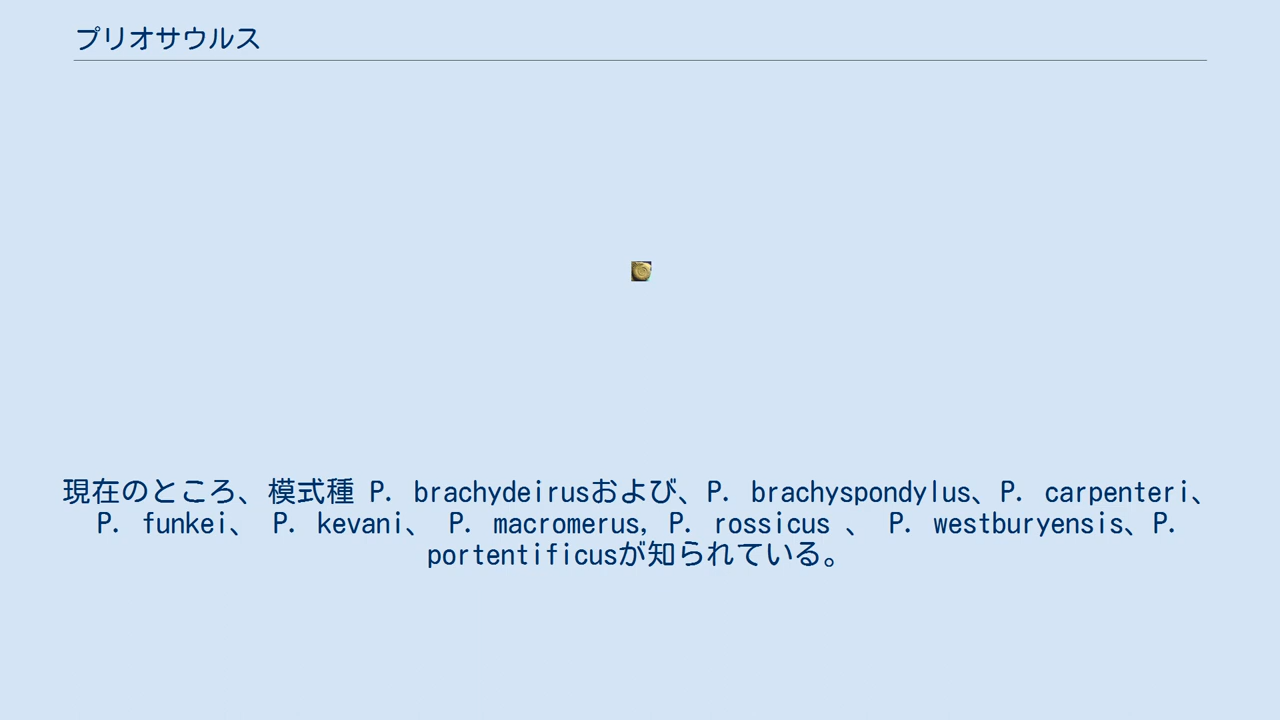 プリオサウルス
現在のところ、模式種 P. brachydeirusおよび、P. brachyspondylus、P. carpenteri、
P. funkei、 P. kevani、 P. macromerus, P. rossicus 、 P. westburyensis、P.
portentificusが知られている。